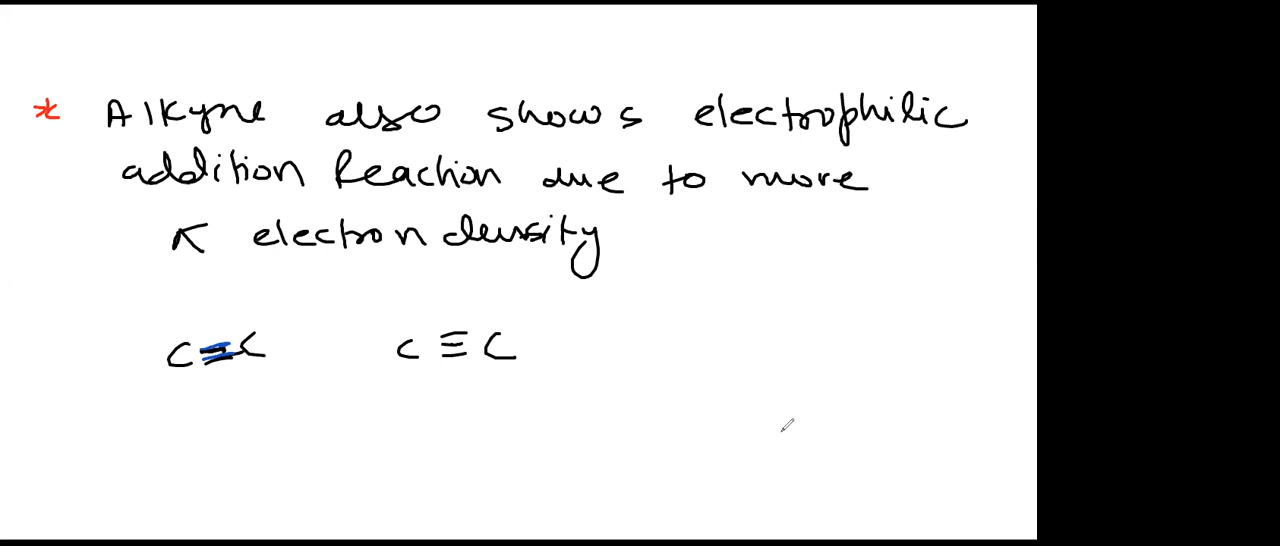 * Alkyne also shows electrophilic
addition Reaction due to more
π electron density
C=C C≡C